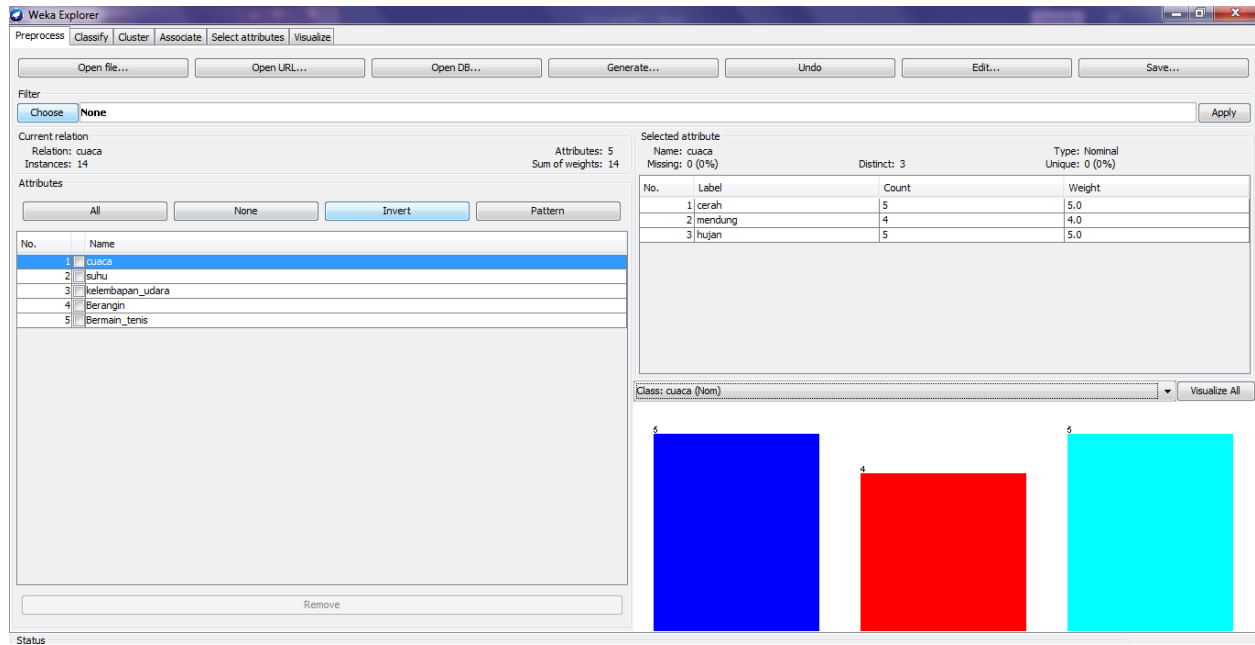 Weka Explorer
Preprocess Classify Cluster Associate Select attributes Visualize
Open file... Open URL... Open DB... Generate... Undo Edit... Save...
Filter
Choose None Apply
Current relation
Relation: cuaca Attributes: 5
Instances: 14 Sum of weights: 14
Selected attribute
Name: cuaca Type: Nominal
Missing: 0 (0%) Distinct: 3 Unique: 0 (0%)
Attributes
All None Invert Pattern
No. Name
1 cuaca
2 suhu
3 kelembapan_udara
4 Berangin
5 Bermain_tenis
Remove
No. Label Count Weight
1 cerah 5 5.0
2 mendung 4 4.0
3 hujan 5 5.0
Class: cuaca (Nom) Visualize All
5 4 5
Status